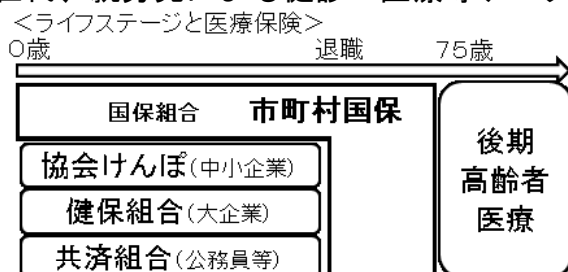 <ライフステージと医療保険>
0歳 退職 75歳
国保組合 市町村国保
協会けんぽ(中小企業)
健保組合(大企業)
共済組合(公務員等)
後期
高齢者
医療